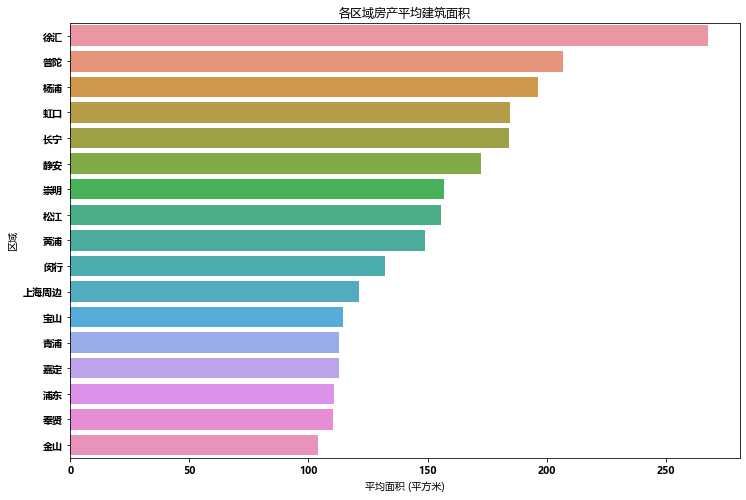 各区域房产平均建筑面积
徐汇
普陀
杨浦
虹口
长宁
静安
崇明
松江
黄浦
闵行
上海周边
宝山
青浦
嘉定
浦东
奉贤
金山
区域
0 50 100 150 200 250
平均面积 (平方米)